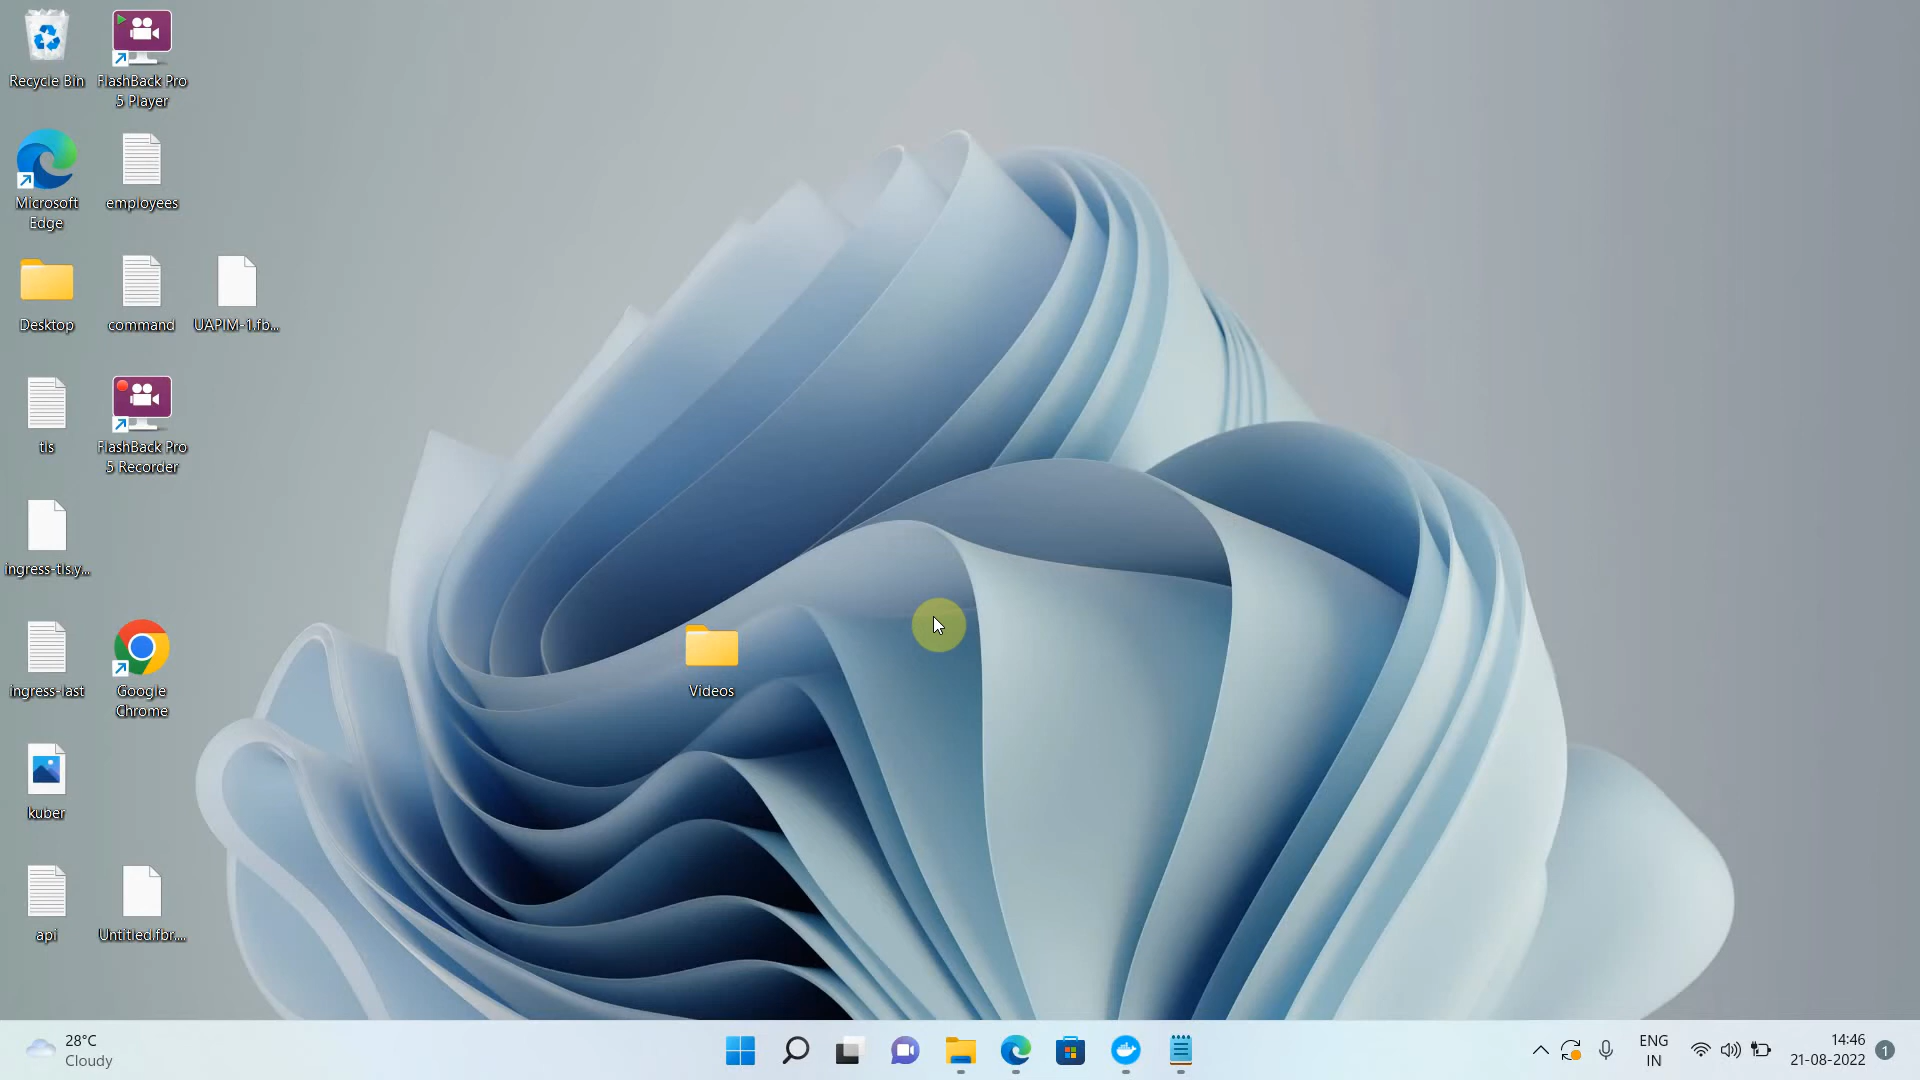 Recycle Bin
FlashBack Pro
5 Player
Microsoft
Edge
employees
Desktop
command
UAPIM-1.fb...
tls
FlashBack Pro
5 Recorder
ingress-tls.y...
ingress-last
Google
Chrome
Videos
kuber
api
Untitled.fbr....
28°C
Cloudy
ENG
IN
14:46
21-08-2022
1